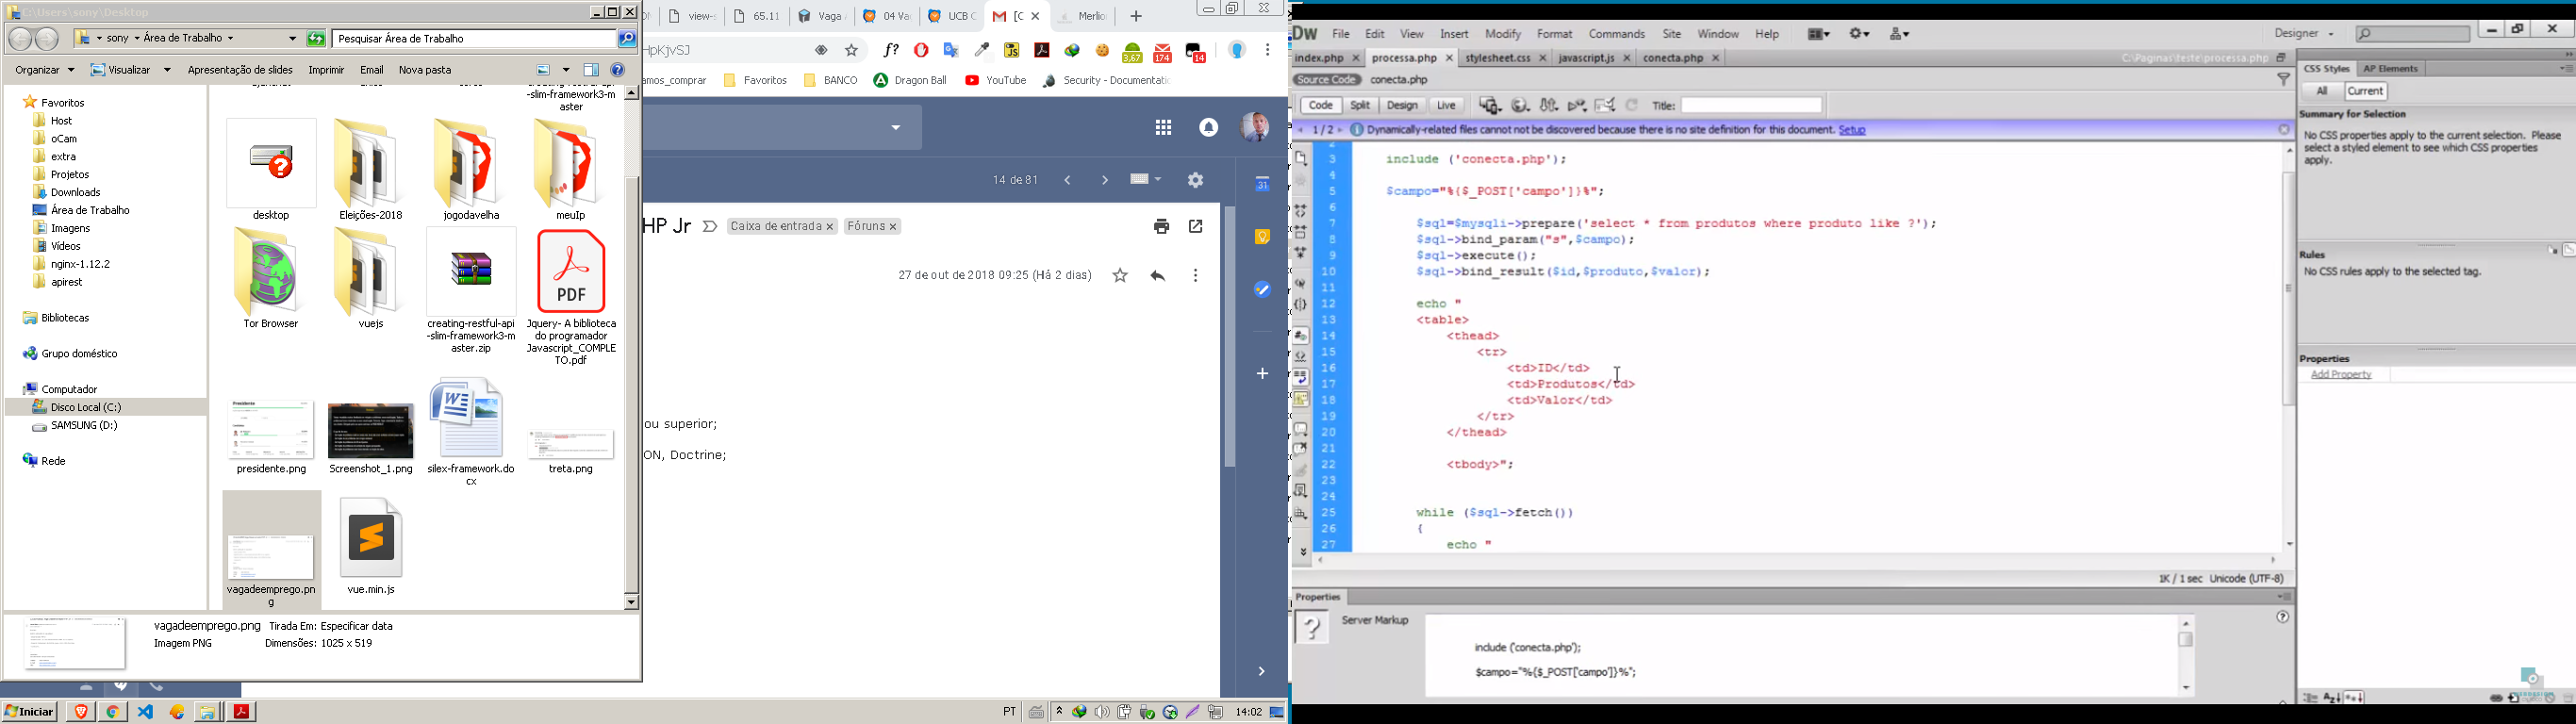 C:\Users\sony\Desktop
sony
Área de Trabalho
Pesquisar Área de Trabalho
Organizar
Visualizar
Apresentação de slides
Imprimir
Email
Nova pasta
Favoritos
Host
oCam
extra
Projetos
Downloads
Área de Trabalho
Imagens
Vídeos
nginx-1.12.2
apirest
Bibliotecas
Grupo doméstico
Computador
Disco Local (C:)
SAMSUNG (D:)
Rede
-slim-framework3-m
aster
desktop
Eleições-2018
jogodavelha
meuIp
Tor Browser
vuejs
creating-restful-api
-slim-framework3-m
aster.zip
PDF
Jquery- A biblioteca
do programador
Javascript_COMPLE
TO.pdf
presidente.png
Screenshot_1.png
silex-framework.do
cx
treta.png
vagadeemprego.pn
g
vue.min.js
vagadeemprego.png
Tirada Em: Especificar data
Imagem PNG
Dimensões: 1025 x 519
view-s
65.11
Vaga
04 Va
UCB C
[C
Merlio
HpKjvSJ
f?
JS
3,67
174
14
amos_comprar
Favoritos
BANCO
Dragon Ball
YouTube
Security - Documentatic
14 de 81
31
HP Jr
Caixa de entrada
Fóruns
27 de out de 2018 09:25 (Há 2 dias)
ou superior;
ON, Doctrine;
Iniciar
PT
14:02
DW
File
Edit
View
Insert
Modify
Format
Commands
Site
Window
Help
Designer
index.php
processa.php
stylesheet.css
javascript.js
conecta.php
C:\Paginas\teste\processa.php
Source Code
conecta.php
Code
Split
Design
Live
Title:
1 / 2
Dynamically-related files cannot not be discovered because there is no site definition for this document. Setup
2
3 include ('conecta.php');
4
5 $campo="%{$_POST['campo']}%";
6
7 $sql=$mysqli->prepare('select * from produtos where produto like ?');
8 $sql->bind_param("s",$campo);
9 $sql->execute();
10 $sql->bind_result($id,$produto,$valor);
11
12 echo "
13 <table>
14 <thead>
15 <tr>
16 <td>ID</td>
17 <td>Produtos</td>
18 <td>Valor</td>
19 </tr>
20 </thead>
21
22 <tbody>";
23
24
25 while ($sql->fetch())
26 {
27 echo "
1K / 1 sec Unicode (UTF-8)
Properties
Server Markup
include ('conecta.php');
$campo="%{$_POST['campo']}%";
CSS Styles
AP Elements
All
Current
Summary for Selection
No CSS properties apply to the current selection. Please
select a styled element to see which CSS properties
apply.
Rules
No CSS rules apply to the selected tag.
Properties
Add Property